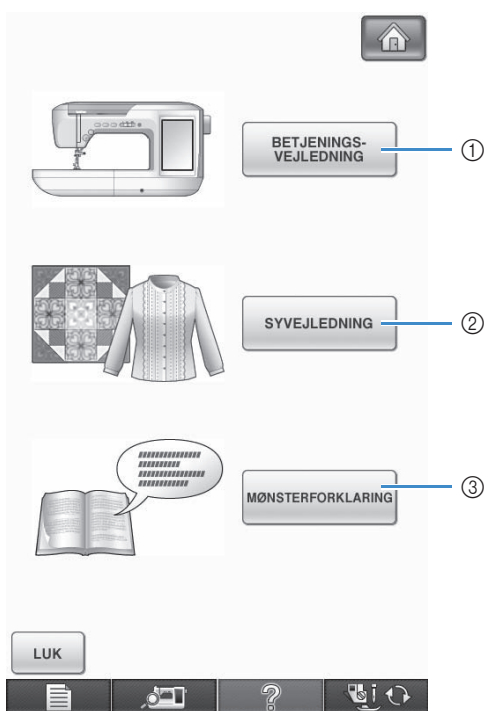 BETJENINGS-
VEJLEDNING
①
SYVEJLEDNING
②
MØNSTERFORKLARING
③
LUK